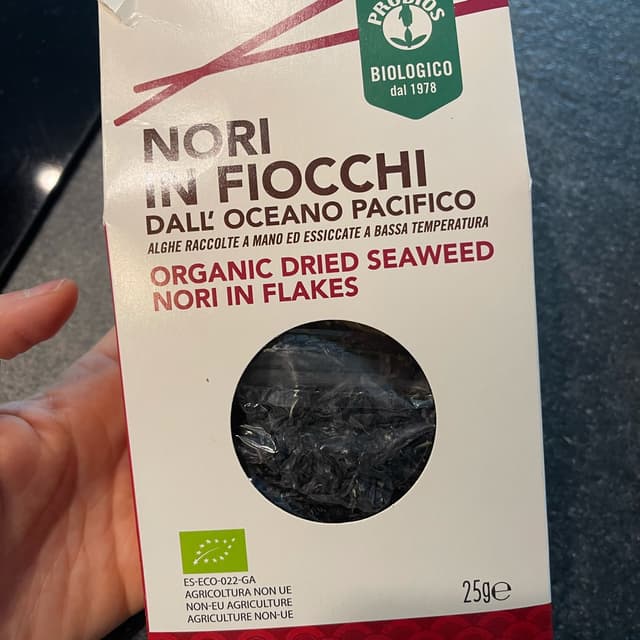 PROBIOS
BIOLOGICO
dal 1978
NORI
IN FIOCCHI
DALL' OCEANO PACIFICO
ALGHE RACCOLTE A MANO ED ESSICCATE A BASSA TEMPERATURA
ORGANIC DRIED SEAWEED
NORI IN FLAKES
ES-ECO-022-GA
AGRICOLTURA NON UE
NON-EU AGRICULTURE
AGRICULTURE NON-UE
25g℮